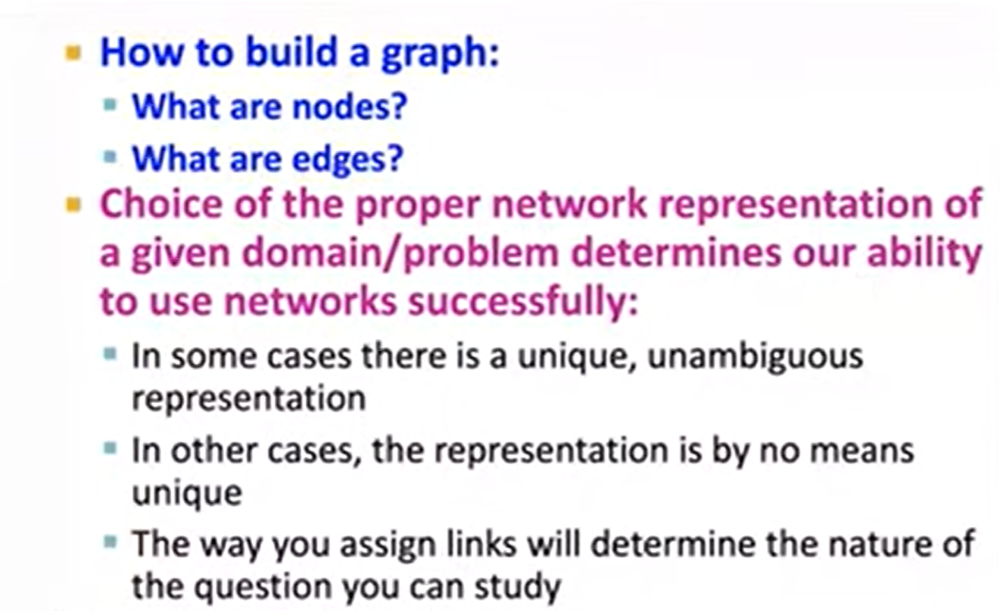 How to build a graph:
What are nodes?
What are edges?
Choice of the proper network representation of
a given domain/problem determines our ability
to use networks successfully:
In some cases there is a unique, unambiguous
representation
In other cases, the representation is by no means
unique
The way you assign links will determine the nature of
the question you can study